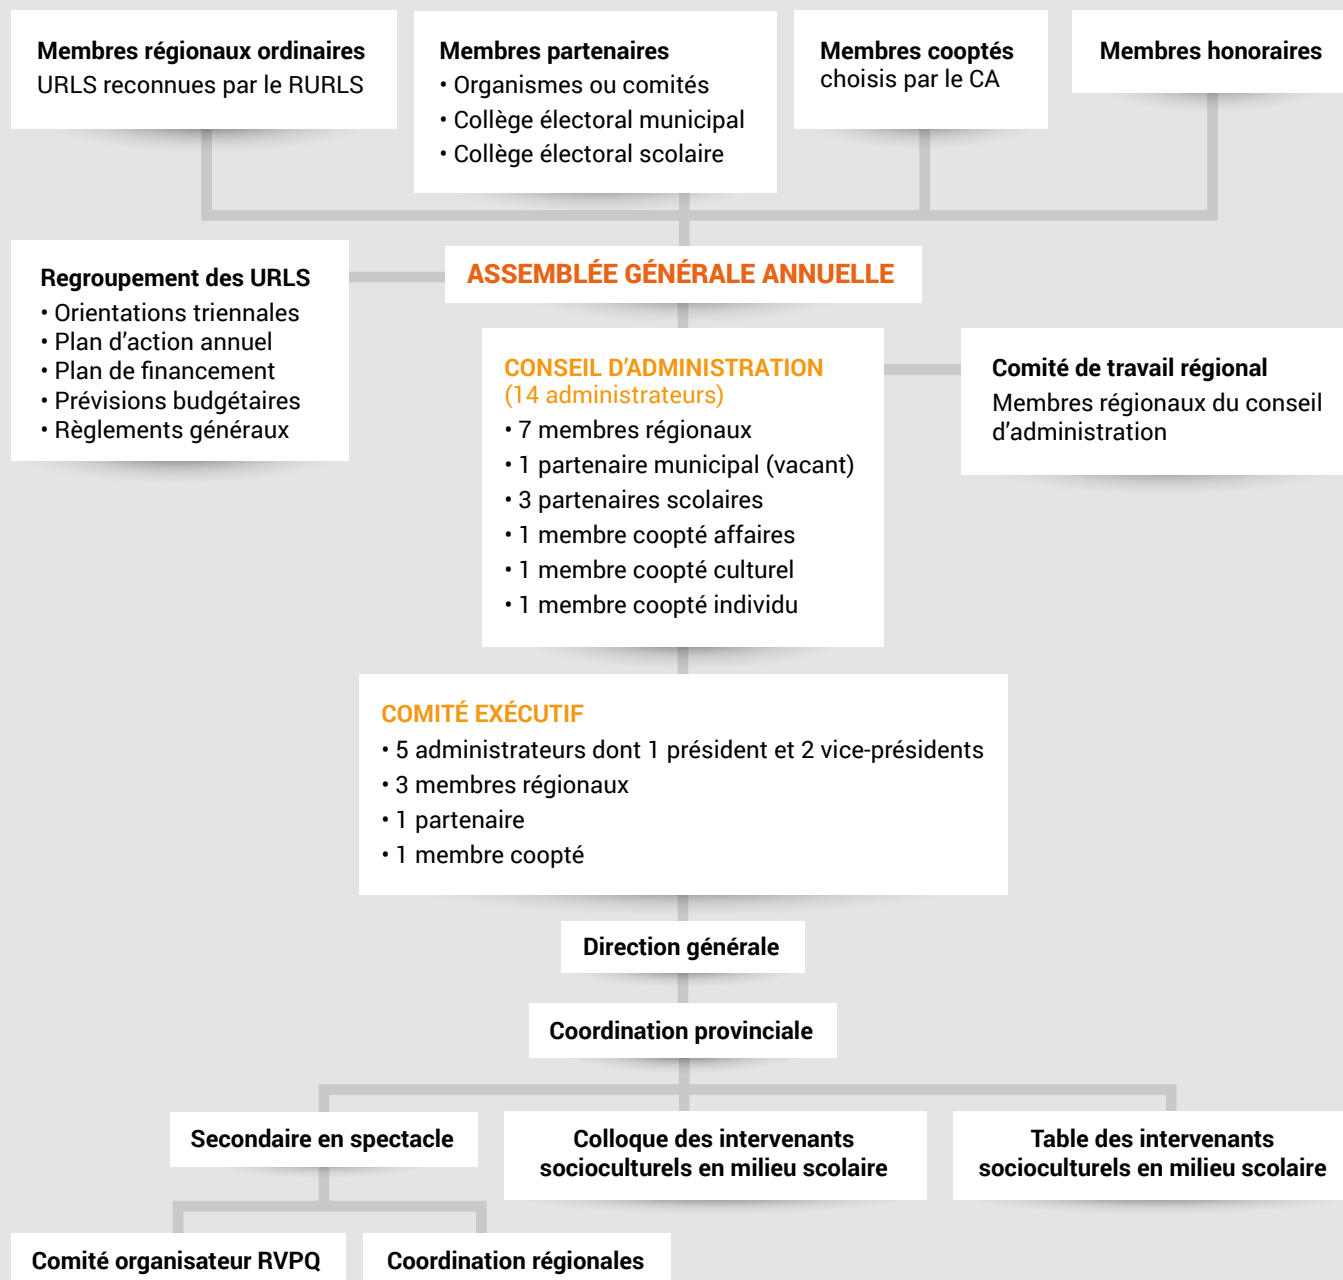 Membres régionaux ordinaires
URLS reconnues par le RURLS
Membres partenaires
• Organismes ou comités
• Collège électoral municipal
• Collège électoral scolaire
Membres cooptés
choisis par le CA
Membres honoraires
Regroupement des URLS
• Orientations triennales
• Plan d'action annuel
• Plan de financement
• Prévisions budgétaires
• Règlements généraux
ASSEMBLÉE GÉNÉRALE ANNUELLE
CONSEIL D'ADMINISTRATION
(14 administrateurs)
• 7 membres régionaux
• 1 partenaire municipal (vacant)
• 3 partenaires scolaires
• 1 membre coopté affaires
• 1 membre coopté culturel
• 1 membre coopté individu
Comité de travail régional
Membres régionaux du conseil
d'administration
COMITÉ EXÉCUTIF
• 5 administrateurs dont 1 président et 2 vice-présidents
• 3 membres régionaux
• 1 partenaire
• 1 membre coopté
Direction générale
Coordination provinciale
Secondaire en spectacle
Colloque des intervenants
socioculturels en milieu scolaire
Table des intervenants
socioculturels en milieu scolaire
Comité organisateur RVPQ
Coordination régionales